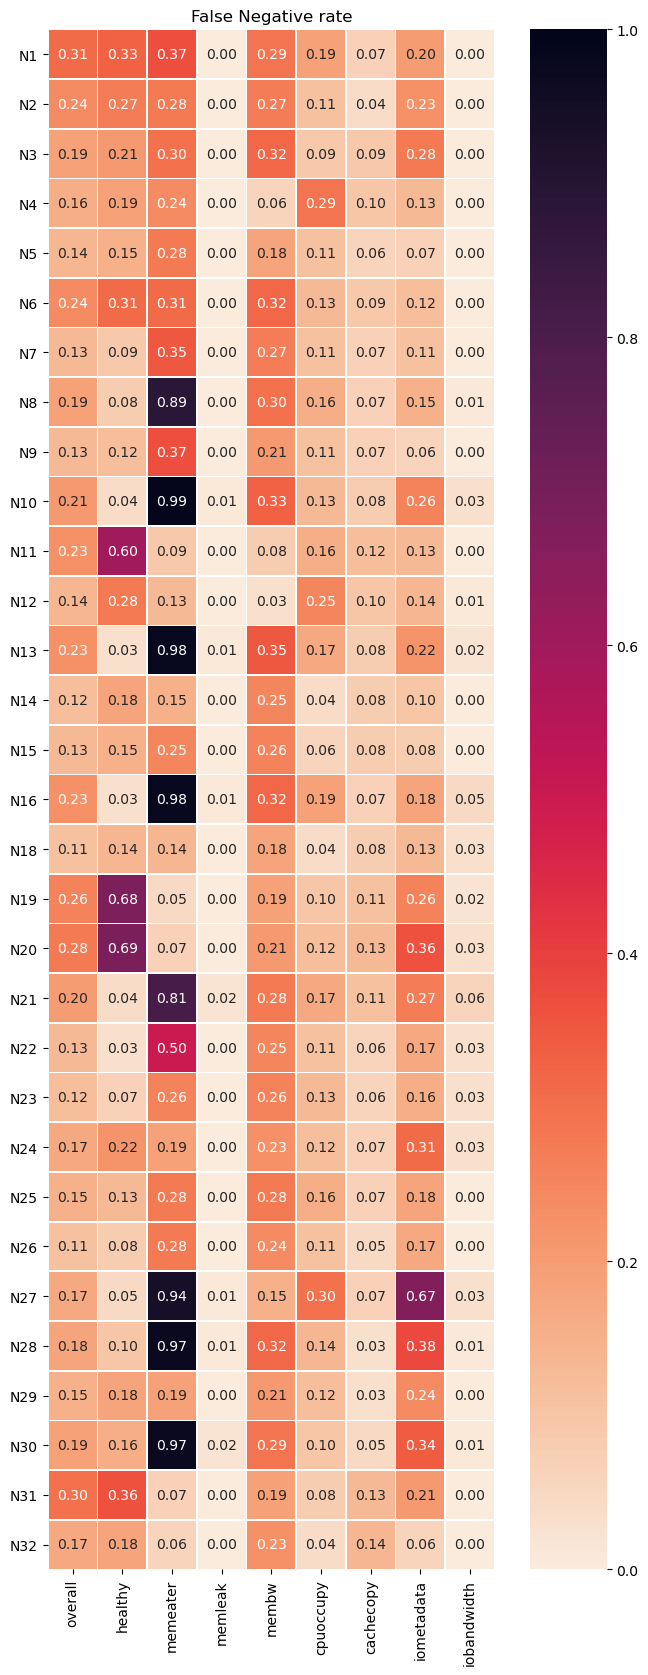 False Negative rate
N1 0.31 0.33 0.37 0.00 0.29 0.19 0.07 0.20 0.00
N2 0.24 0.27 0.28 0.00 0.27 0.11 0.04 0.23 0.00
N3 0.19 0.21 0.30 0.00 0.32 0.09 0.09 0.28 0.00
N4 0.16 0.19 0.24 0.00 0.06 0.29 0.10 0.13 0.00
N5 0.14 0.15 0.28 0.00 0.18 0.11 0.06 0.07 0.00
N6 0.24 0.31 0.31 0.00 0.32 0.13 0.09 0.12 0.00
N7 0.13 0.09 0.35 0.00 0.27 0.11 0.07 0.11 0.00
N8 0.19 0.08 0.89 0.00 0.30 0.16 0.07 0.15 0.01
N9 0.13 0.12 0.37 0.00 0.21 0.11 0.07 0.06 0.00
N10 0.21 0.04 0.99 0.01 0.33 0.13 0.08 0.26 0.03
N11 0.23 0.60 0.09 0.00 0.08 0.16 0.12 0.13 0.00
N12 0.14 0.28 0.13 0.00 0.03 0.25 0.10 0.14 0.01
N13 0.23 0.03 0.98 0.01 0.35 0.17 0.08 0.22 0.02
N14 0.12 0.18 0.15 0.00 0.25 0.04 0.08 0.10 0.00
N15 0.13 0.15 0.25 0.00 0.26 0.06 0.08 0.08 0.00
N16 0.23 0.03 0.98 0.01 0.32 0.19 0.07 0.18 0.05
N18 0.11 0.14 0.14 0.00 0.18 0.04 0.08 0.13 0.03
N19 0.26 0.68 0.05 0.00 0.19 0.10 0.11 0.26 0.02
N20 0.28 0.69 0.07 0.00 0.21 0.12 0.13 0.36 0.03
N21 0.20 0.04 0.81 0.02 0.28 0.17 0.11 0.27 0.06
N22 0.13 0.03 0.50 0.00 0.25 0.11 0.06 0.17 0.03
N23 0.12 0.07 0.26 0.00 0.26 0.13 0.06 0.16 0.03
N24 0.17 0.22 0.19 0.00 0.23 0.12 0.07 0.31 0.03
N25 0.15 0.13 0.28 0.00 0.28 0.16 0.07 0.18 0.00
N26 0.11 0.08 0.28 0.00 0.24 0.11 0.05 0.17 0.00
N27 0.17 0.05 0.94 0.01 0.15 0.30 0.07 0.67 0.03
N28 0.18 0.10 0.97 0.01 0.32 0.14 0.03 0.38 0.01
N29 0.15 0.18 0.19 0.00 0.21 0.12 0.03 0.24 0.00
N30 0.19 0.16 0.97 0.02 0.29 0.10 0.05 0.34 0.01
N31 0.30 0.36 0.07 0.00 0.19 0.08 0.13 0.21 0.00
N32 0.17 0.18 0.06 0.00 0.23 0.04 0.14 0.06 0.00
overall
healthy
memeater
memleak
membw
cpuoccupy
cachecopy
iometadata
iobandwidth
1.0
0.8
0.6
0.4
0.2
0.0